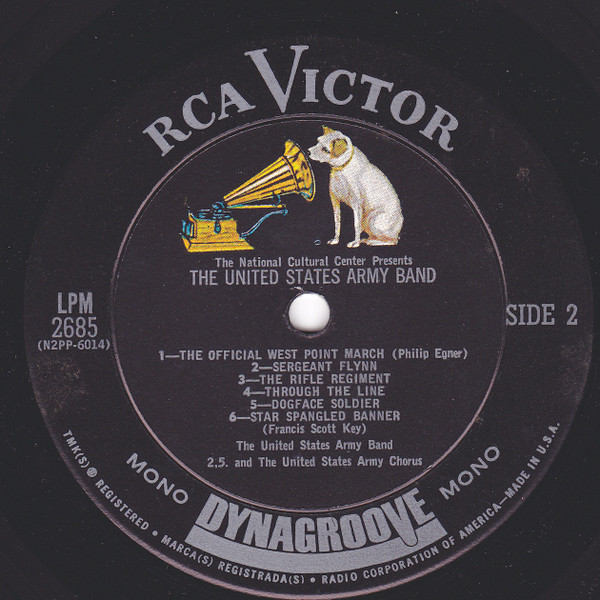 RCA VICTOR
The National Cultural Center Presents
THE UNITED STATES ARMY BAND
LPM
2685
(N2PP-6014)
SIDE 2
1—THE OFFICIAL WEST POINT MARCH (Philip Egner)
2—SERGEANT FLYNN
3—THE RIFLE REGIMENT
4—THROUGH THE LINE
5—DOGFACE SOLDIER
6—STAR SPANGLED BANNER
(Francis Scott Key)
The United States Army Band
2,5. and The United States Army Chorus
MONO DYNAGROOVE MONO
TMK(S) ® REGISTERED • MARCA(S) REGISTRADA(S) • RADIO CORPORATION OF AMERICA—MADE IN U.S.A.